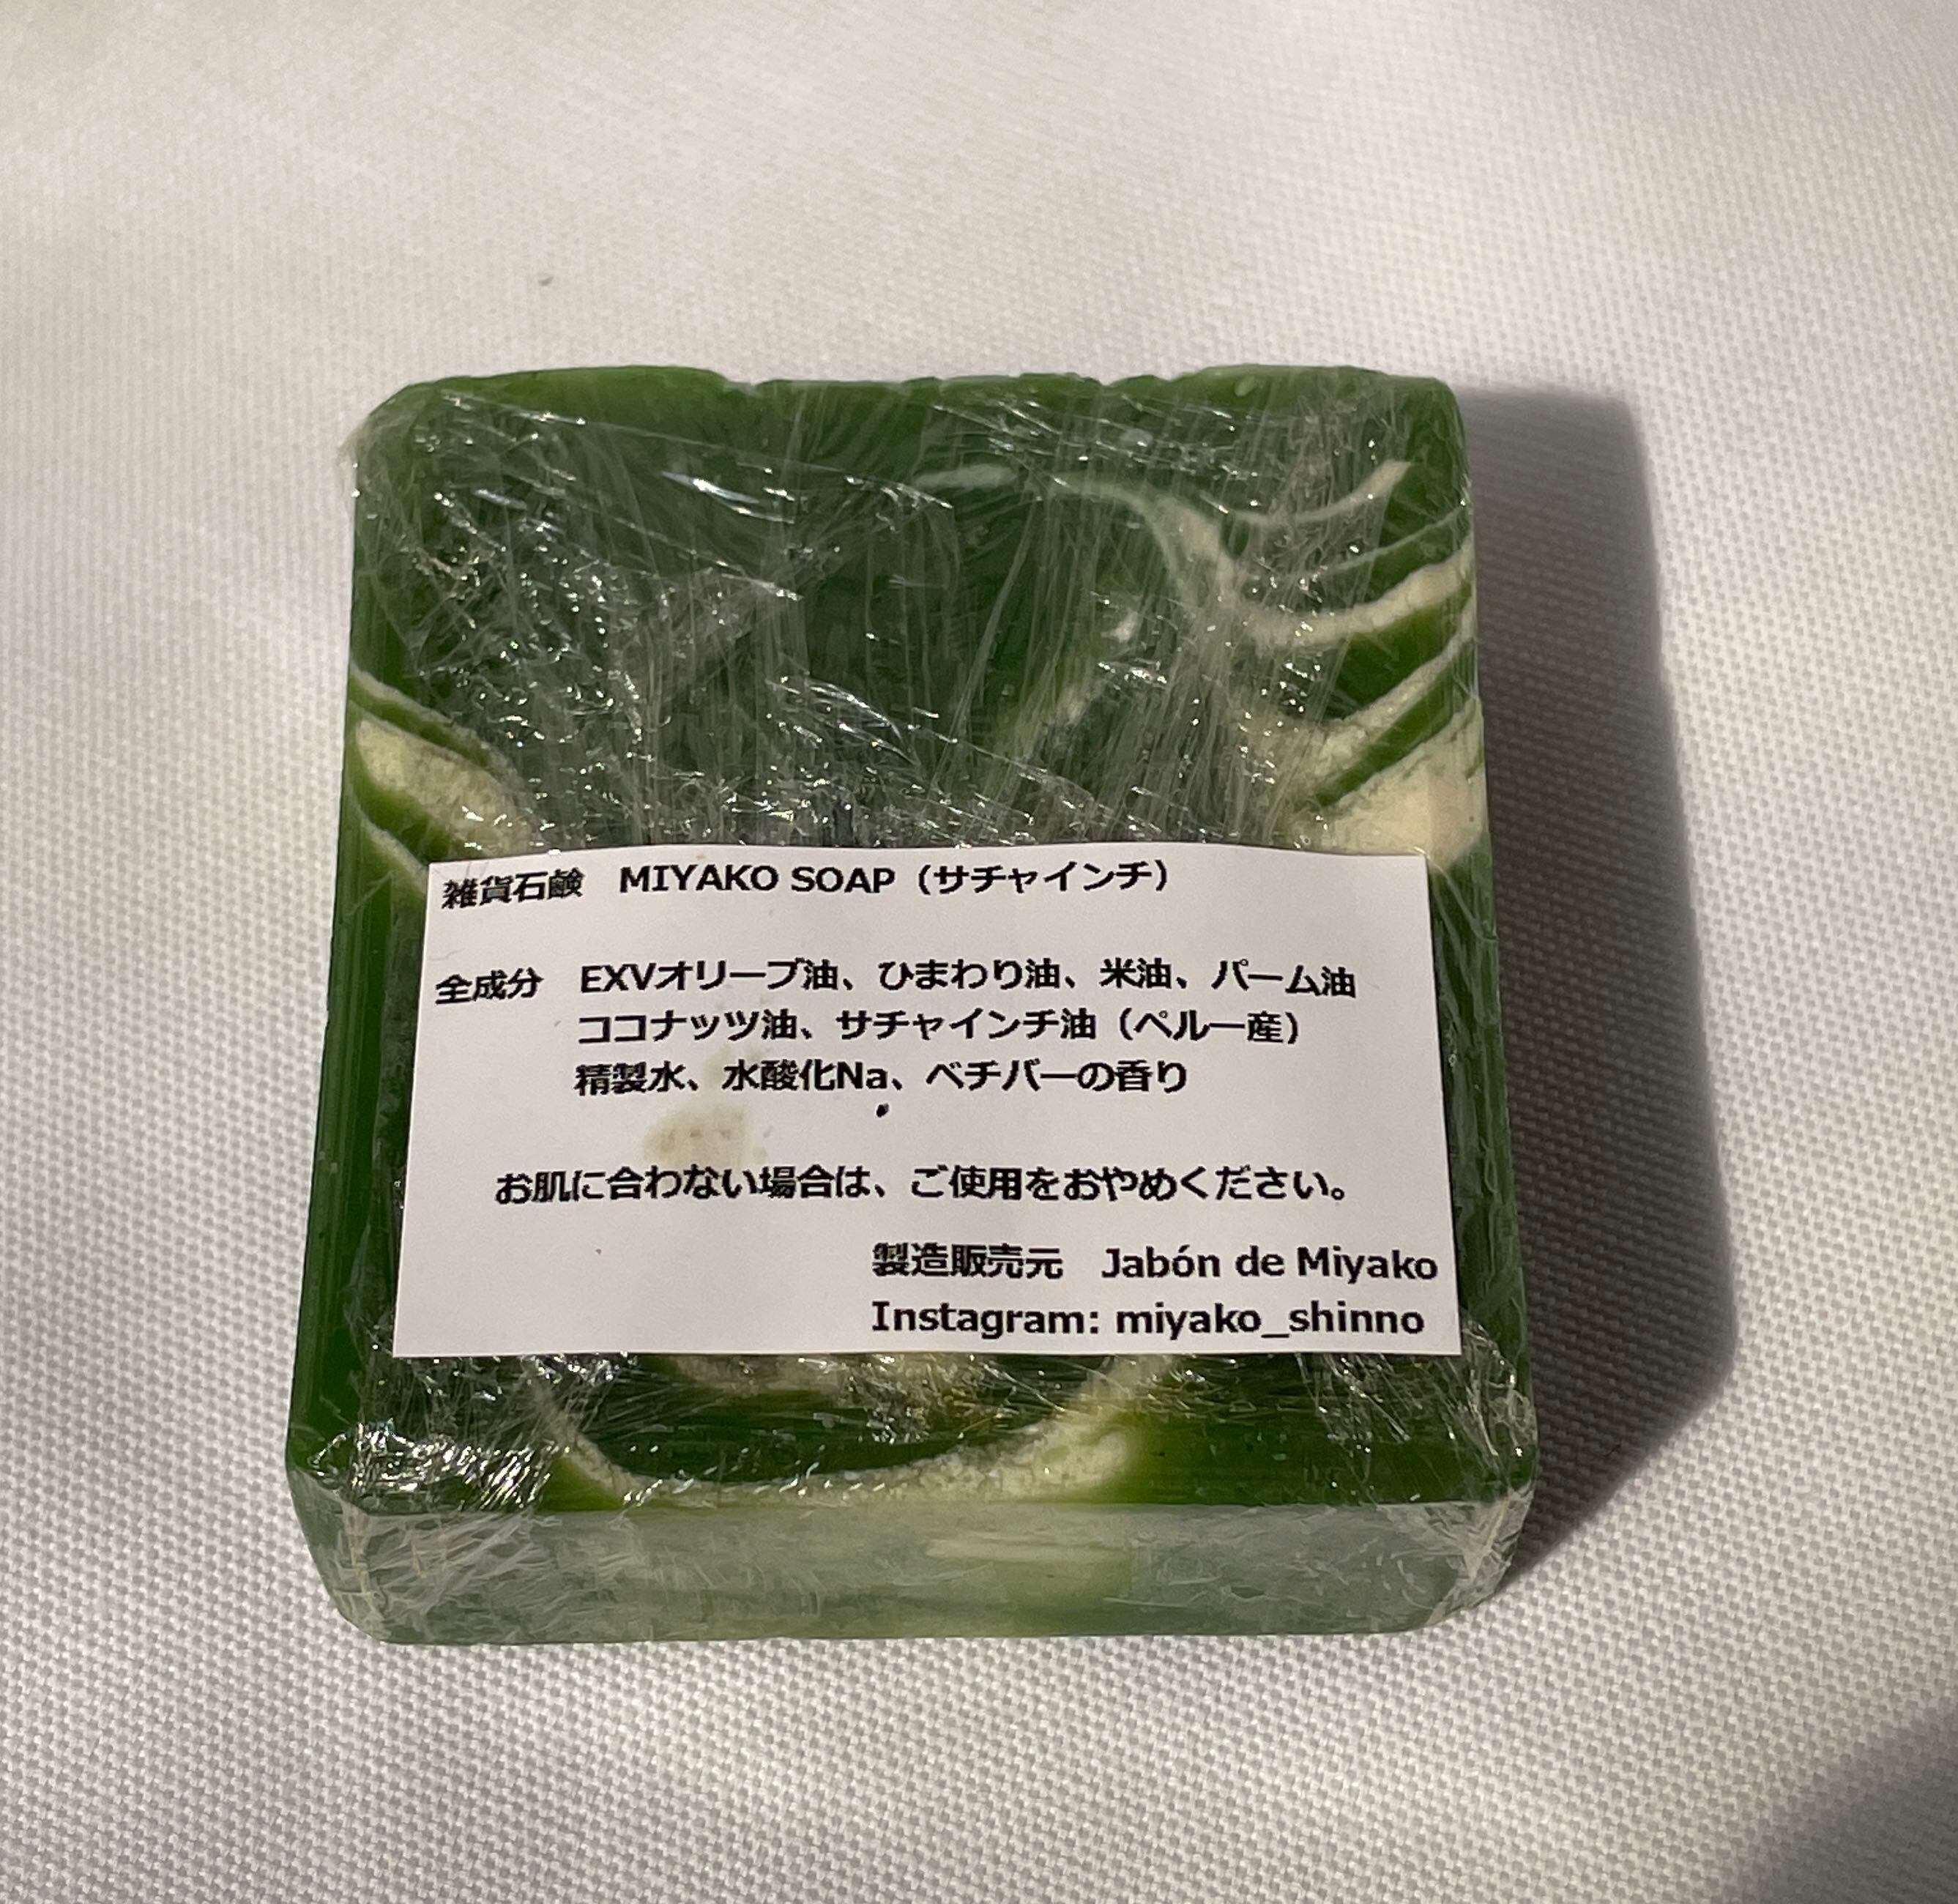 雑貨石鹸　MIYAKO SOAP（サチャインチ）
全成分　EXVオリーブ油、ひまわり油、米油、パーム油
ココナッツ油、サチャインチ油（ペルー産）
精製水、水酸化Na、ベチバーの香り
お肌に合わない場合は、ご使用をおやめください。
製造販売元　Jabón de Miyako
Instagram: miyako_shinno